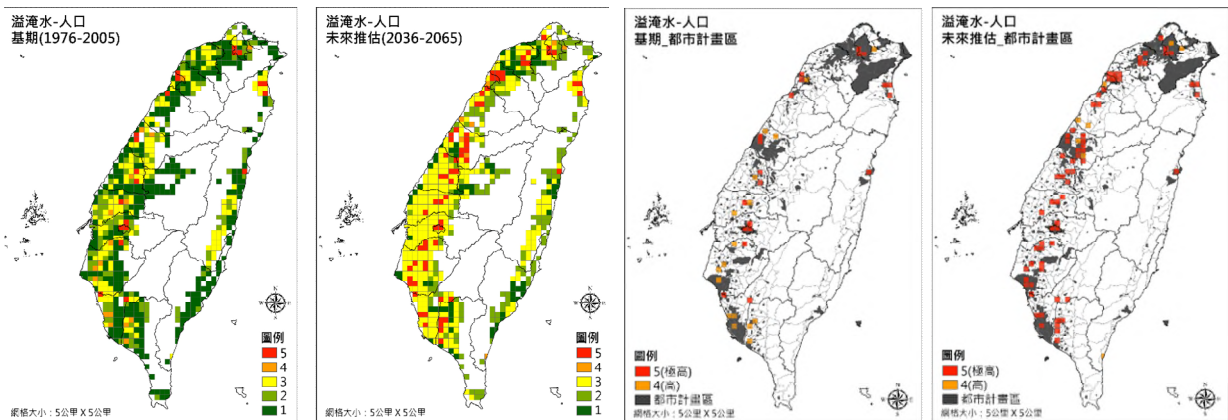 溢淹水-人口
基期(1976-2005)
圖例
5
4
3
2
1
網格大小：5公里 X 5公里
溢淹水-人口
未來推估(2036-2065)
圖例
5
4
3
2
1
網格大小：5公里 X 5公里
溢淹水-人口
基期_都市計畫區
圖例
5(極高)
4(高)
都市計畫區
網格大小：5公里 X 5公里
溢淹水-人口
未來推估_都市計畫區
圖例
5(極高)
4(高)
都市計畫區
網格大小：5公里 X 5公里